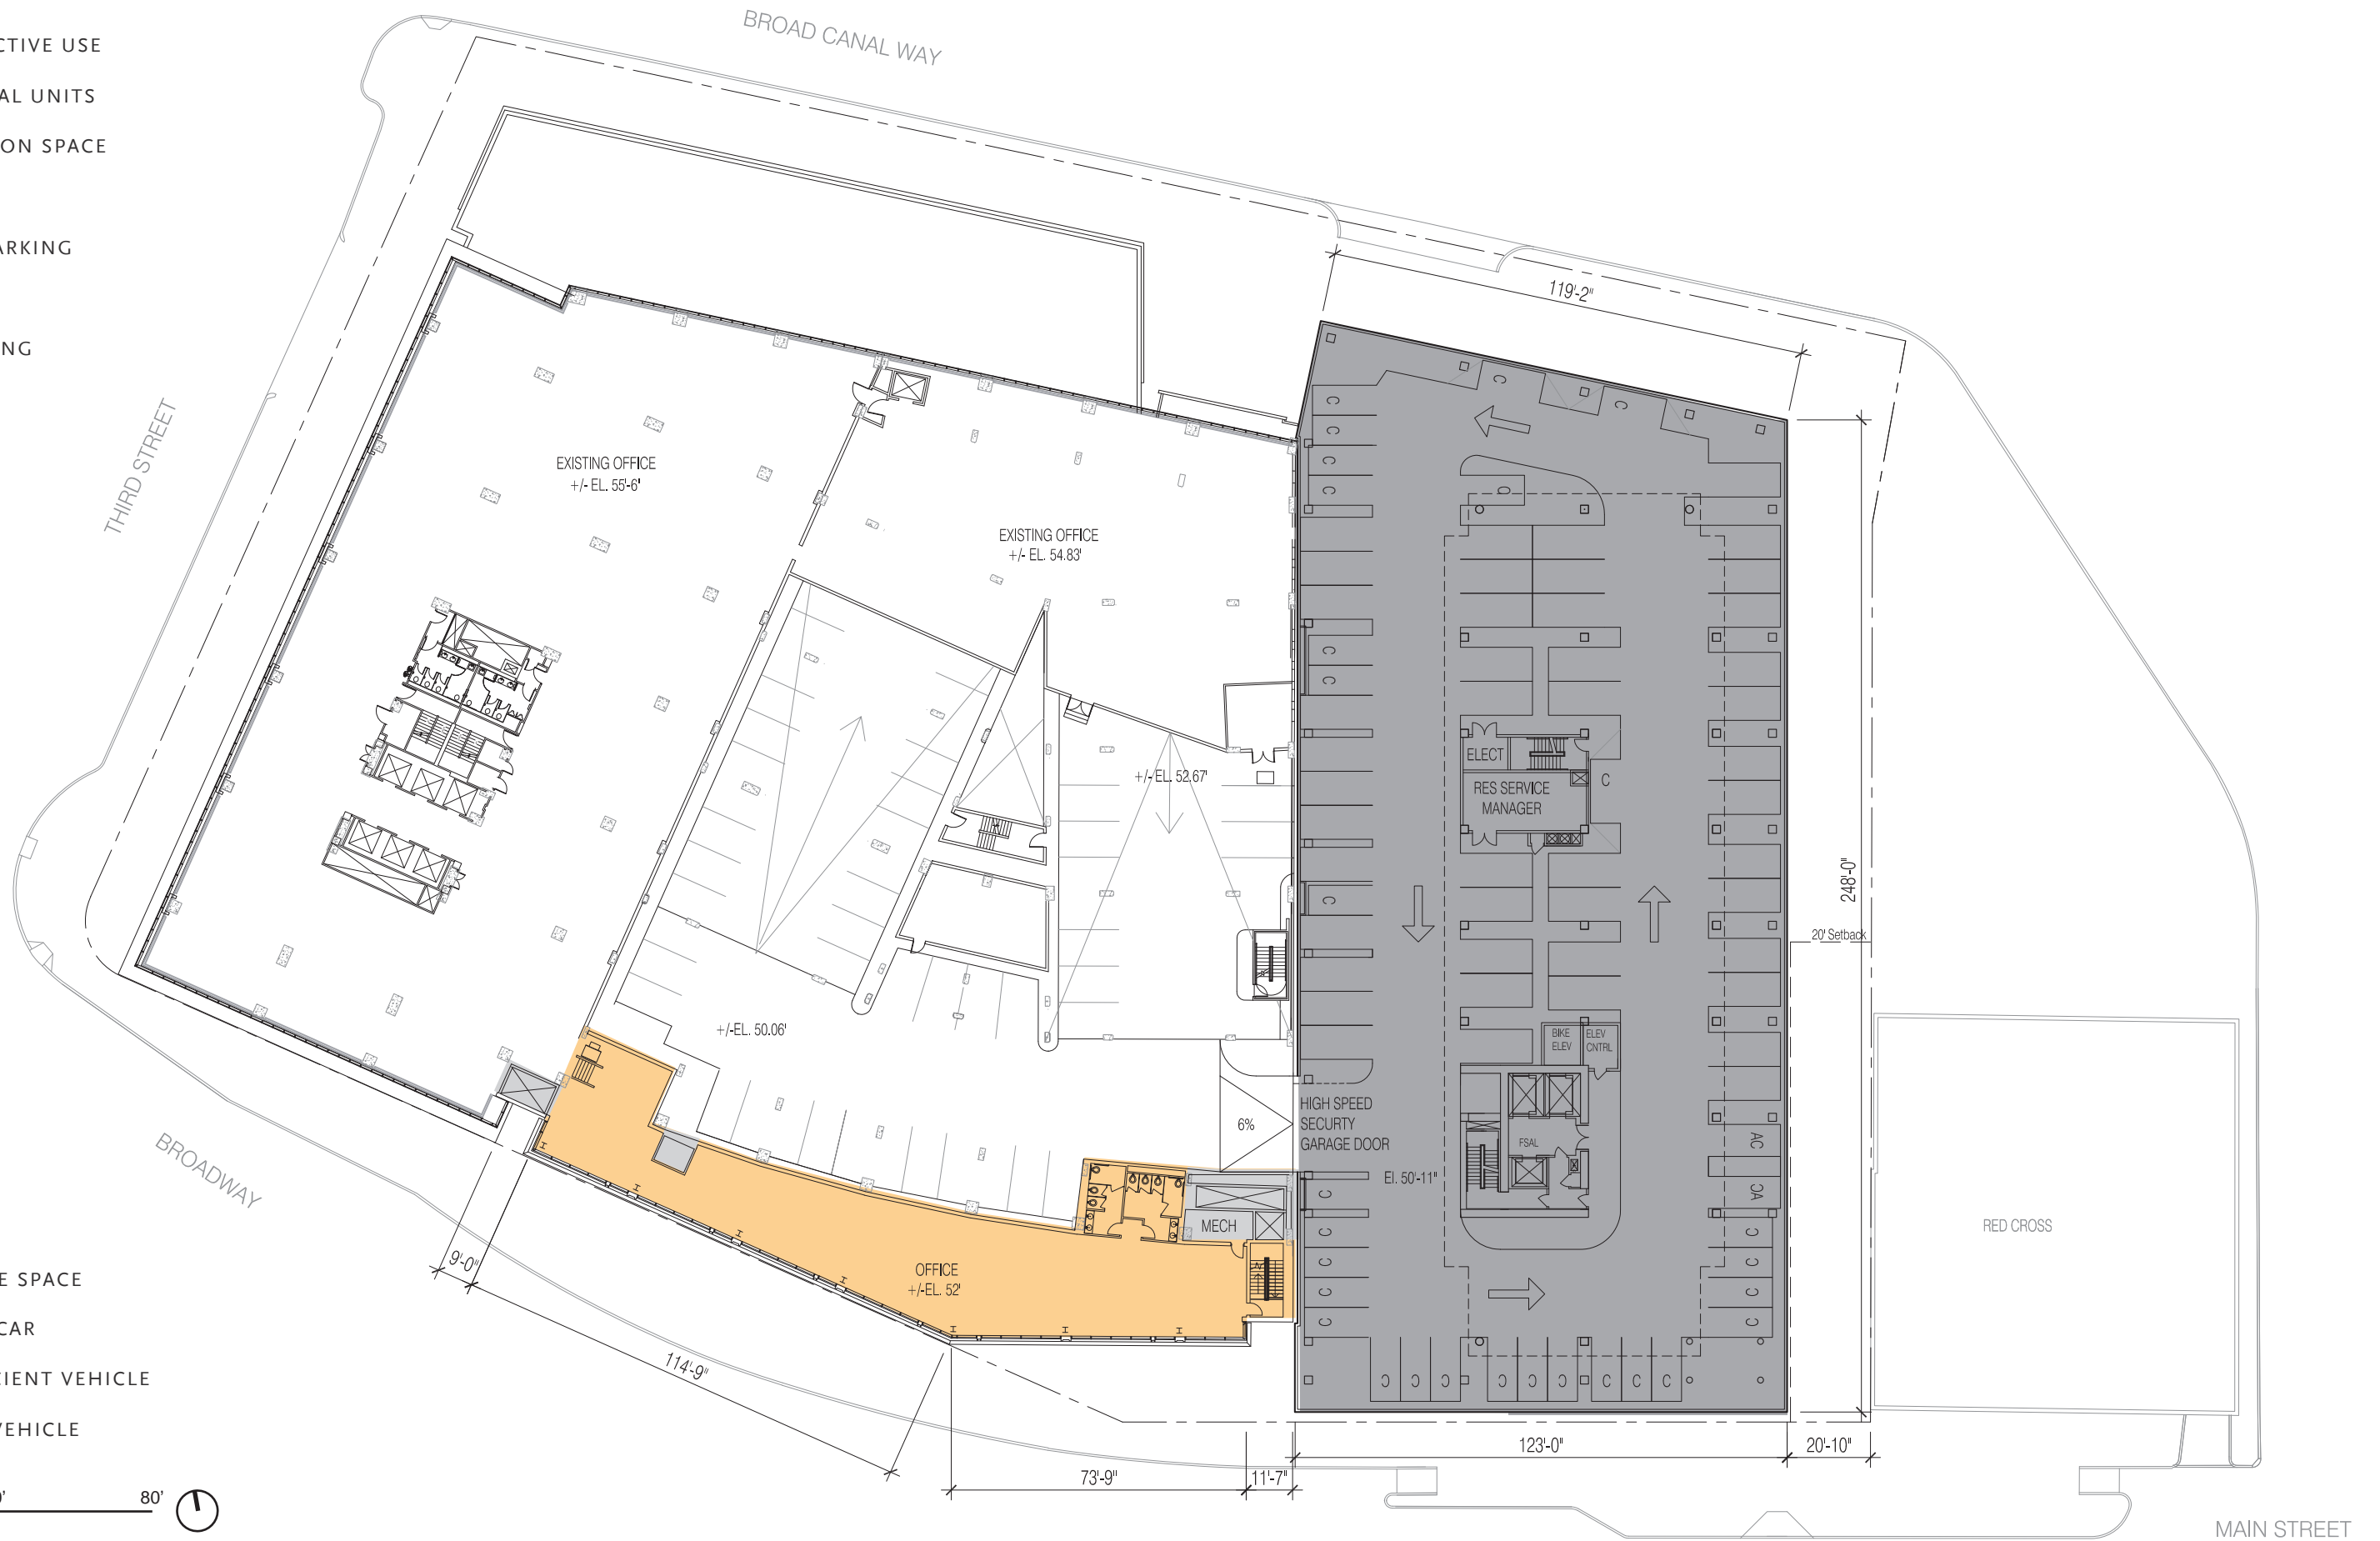 CTIVE USE
AL UNITS
ON SPACE
ARKING
NG
BROAD CANAL WAY
THIRD STREET
119'-2"
EXISTING OFFICE
+/- EL. 55'-6"
EXISTING OFFICE
+/- EL. 54.83'
C
C
C
C
C
C
C
C
C
ELECT
+/- EL. 52.67'
RES SERVICE
MANAGER
C
C
248'-0"
20' Setback
+/-EL. 50.06'
BIKE
ELEV
ELEV
CNTRL
HIGH SPEED
SECURTY
GARAGE DOOR
6%
FSAL
AC
El. 50'-11"
AC
BROADWAY
MECH
C
C
C
C
C
C
C
C
C
RED CROSS
9'-0"
OFFICE
+/-EL. 52'
E SPACE
CAR
CIENT VEHICLE
VEHICLE
114'-9"
C
C
C
C
C
C
C
C
C
73'-9"
11'-7"
123'-0"
20'-10"
0'
80'
MAIN STREET